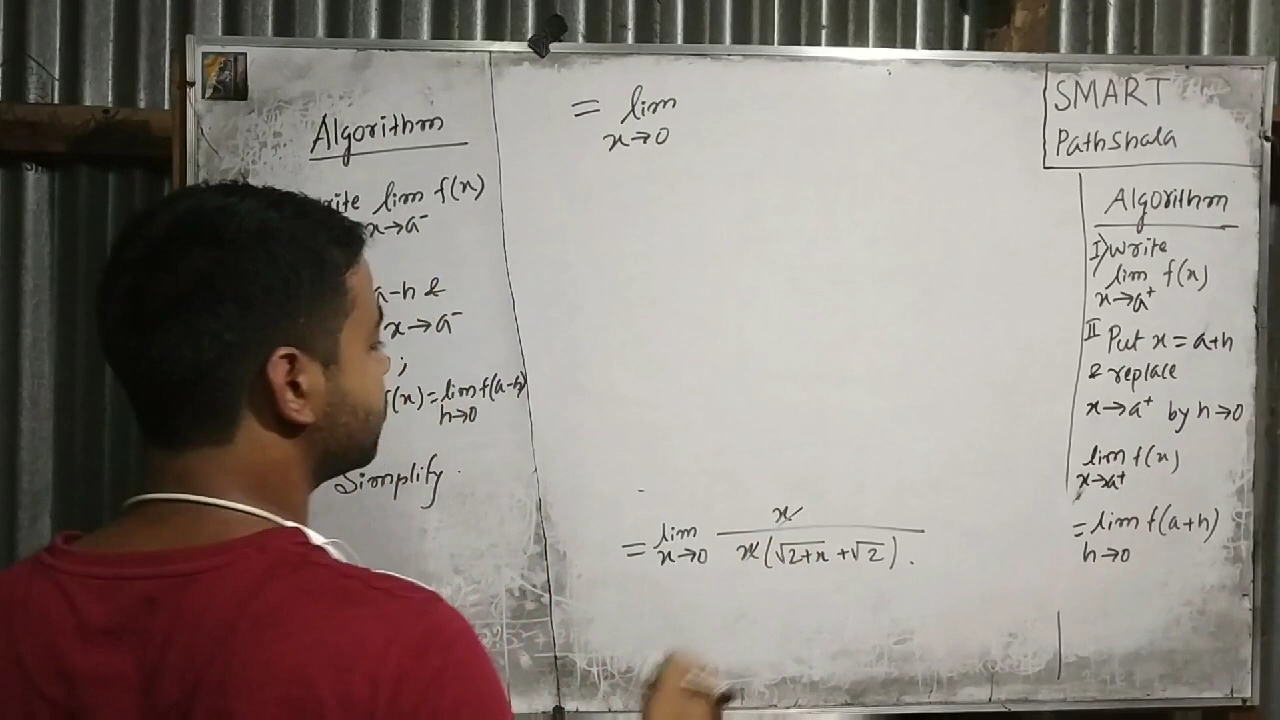 Algorithm
lim f(x)
x→a⁻
a-h &
x→a⁻
;
(x) = lim f(a-h)
h→0
Simplify.
= lim
x→0
= lim x / x(√2+x + √2).
x→0
SMART
Pathshala
Algorithm
I) write
lim f(x)
x→a⁺
II Put x = a+h
& replace
x→a⁺ by h→0
lim f(x)
x→a⁺
= lim f(a+h)
h→0